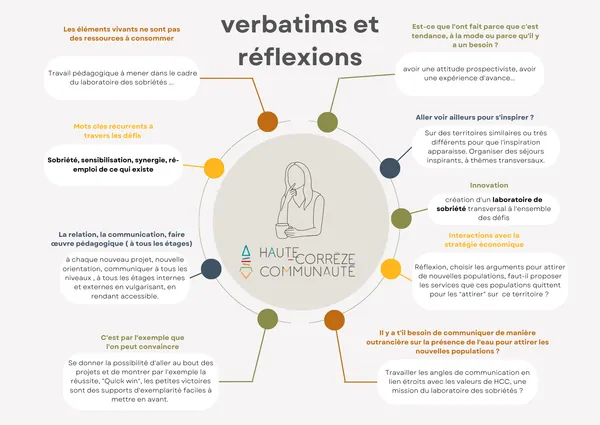 verbatims et
réflexions
Les éléments vivants ne sont pas
des ressources à consommer
Travail pédagogique à mener dans le cadre
du laboratoire des sobriétés ...
Mots clés récurrents a
travers les défis
Sobriété, sensibilisation, synergie, ré-
emploi de ce qui existe
La relation, la communication, faire
œuvre pédagogique ( à tous les étages)
à chaque nouveau projet, nouvelle
orientation, communiquer à tous les
niveaux , à tous les étages internes
et externes en vulgarisant, en
rendant accessible.
C'est par l'exemple que
l'on peut convaincre
Se donner la possibilité d'aller au bout des
projets et de montrer par l'exemple la
réussite, "Quick win", les petites victoires
sont des supports d'exemplarité faciles à
mettre en avant.
HAUTE
-CORRÈZE
COMMUNAUTÉ
Est-ce que l'ont fait parce que c'est
tendance, à la mode ou parce qu'il y
a un besoin ?
avoir une attitude prospectiviste, avoir
une expérience d'avance...
Aller voir ailleurs pour s'inspirer ?
Sur des territoires similaires ou très
différents pour que l'inspiration
apparaisse. Organiser des séjours
inspirants, à thèmes transversaux.
Innovation
création d'un laboratoire de
sobriété transversal à l'ensemble
des défis
Interactions avec la
stratégie économique
Réflexion, choisir les arguments pour attirer
de nouvelles populations, faut-il proposer
les services que ces populations quittent
pour les "attirer" sur ce territoire ?
Il y a t'il besoin de communiquer de manière
outrancière sur la présence de l'eau pour attirer les
nouvelles populations ?
Travailler les angles de communication en
lien étroits avec les valeurs de HCC, une
mission du laboratoire des sobriétés ?